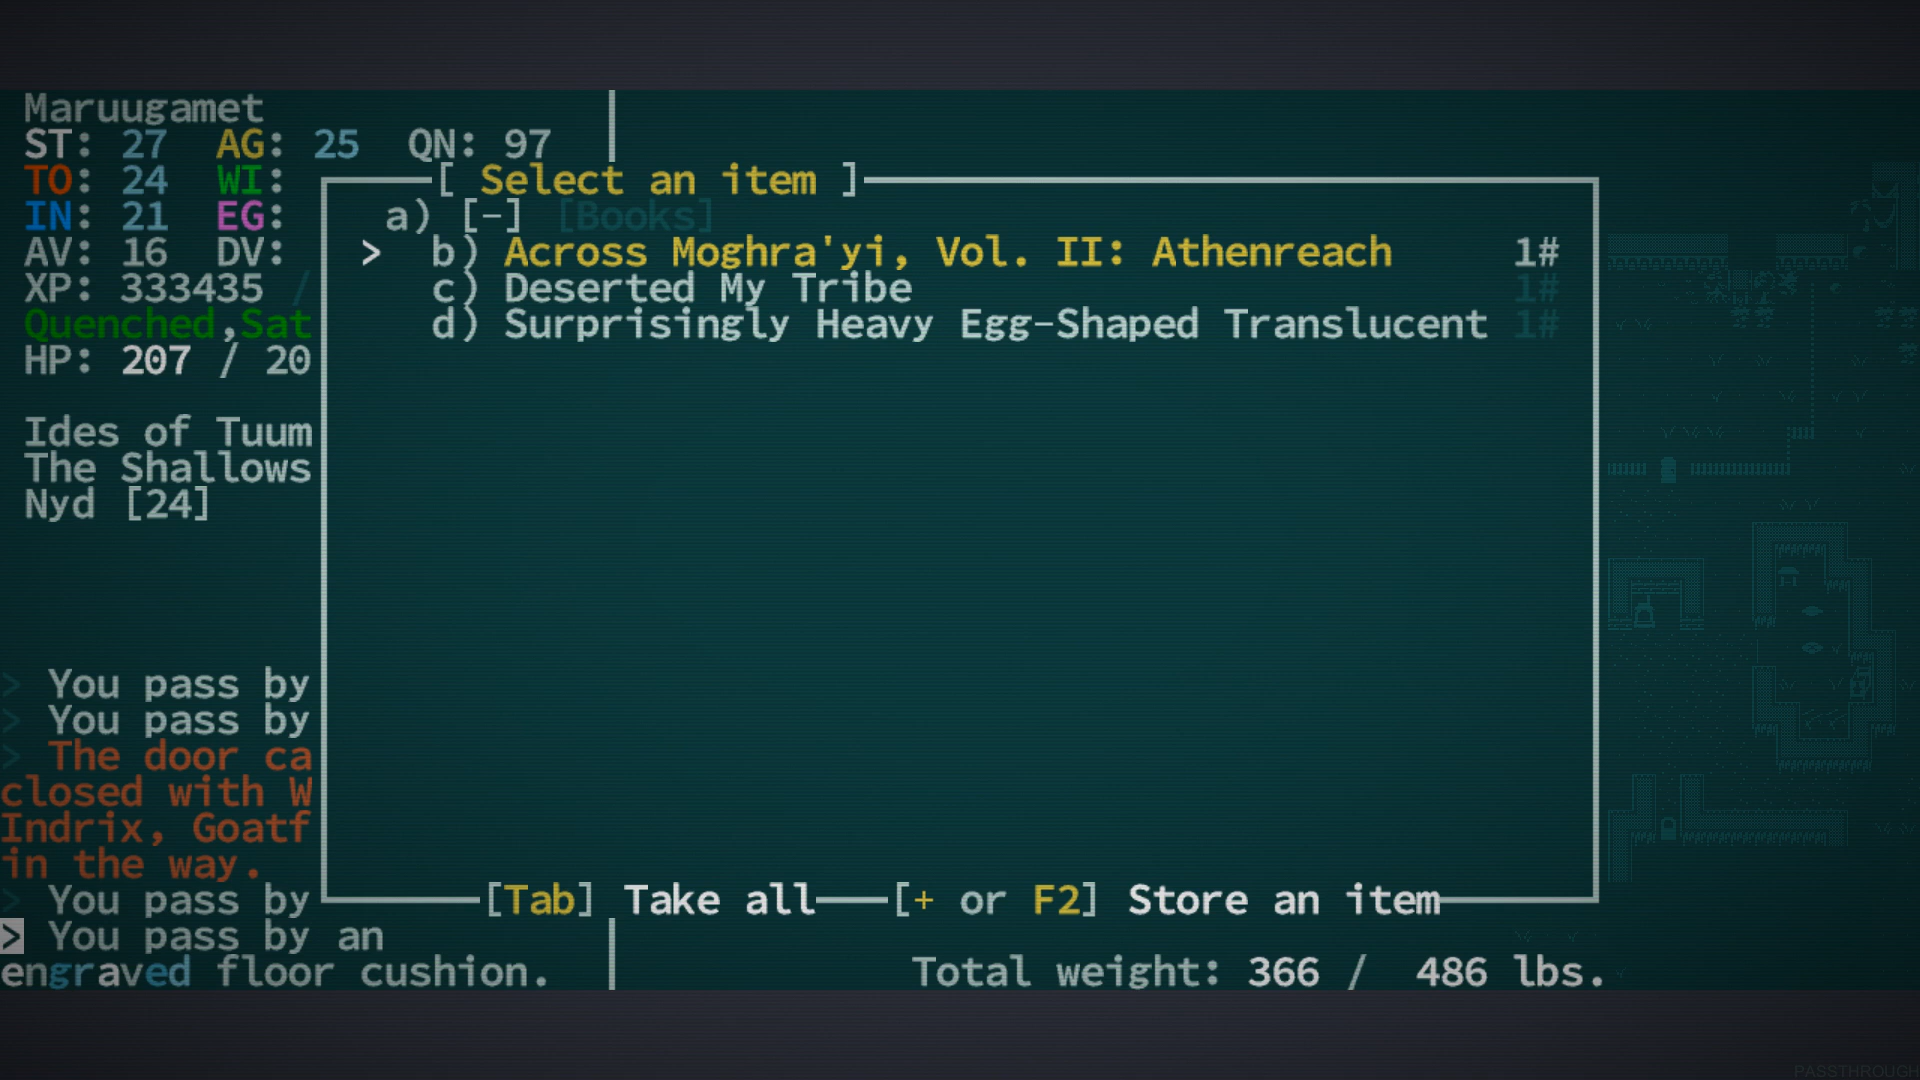 Maruugamet
ST: 27 AG: 25 QN: 97
TO: 24 WI:
IN: 21 EG:
AV: 16 DV:
XP: 333435 /
Quenched,Sat
HP: 207 / 20
Ides of Tuum
The Shallows
Nyd [24]
[ Select an item ]
a) [-] [Books]
> b) Across Moghra'yi, Vol. II: Athenreach 1#
c) Deserted My Tribe 1#
d) Surprisingly Heavy Egg-Shaped Translucent 1#
> You pass by
> You pass by
> The door ca
closed with W
Indrix, Goatf
in the way.
> You pass by
> You pass by an
engraved floor cushion.
[Tab] Take all [+ or F2] Store an item
Total weight: 366 / 486 lbs.
PASSTHROUGH